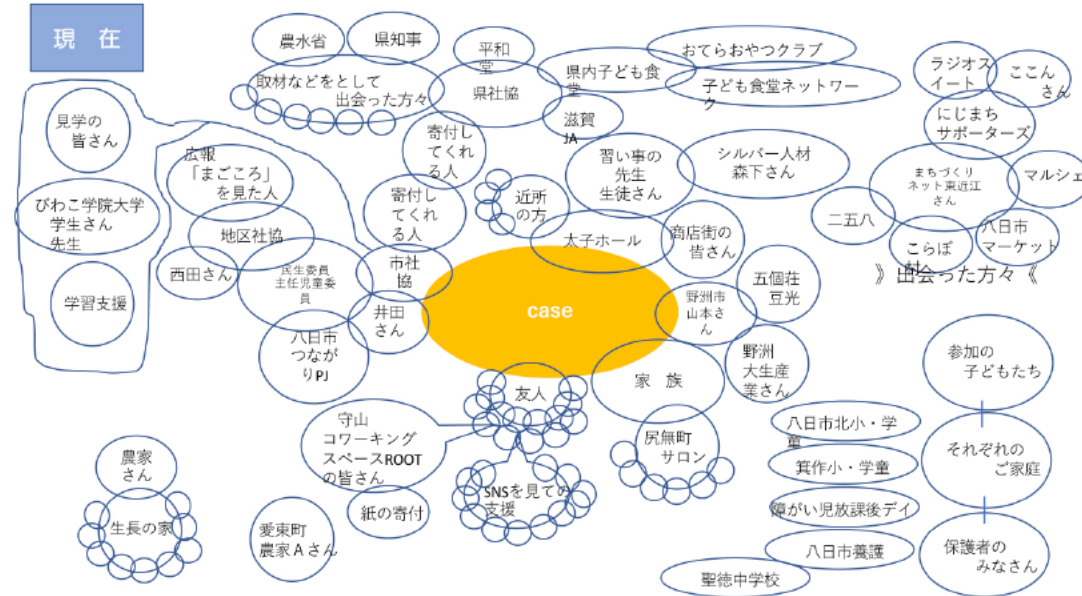 現 在
農水省
県知事
平和
堂
おてらおやつクラブ
県内子ども食
堂
子ども食堂ネットワー
ク
ラジオス
イート
ここん
さん
取材などをとして
出会った方々
県社協
滋賀
JA
にじまち
サポーターズ
見学の
皆さん
広報
「まごころ」
を見た人
寄付し
てくれ
る人
習い事の
先生
生徒さん
シルバー人材
森下さん
まちづくり
ネット東近江
さん
マルシェ
びわこ学院大学
学生さん
先生
地区社協
寄付し
てくれ
る人
近所
の方
太子ホール
商店街の
皆さん
二五八
こらぼ
村
八日市
マーケット
》出会った方々《
西田さん
民生委員
主任児童委
員
市社
協
五個荘
豆光
学習支援
井田
さん
case
野洲市
山本さ
ん
八日市
つながり
りPJ
家 族
野洲
大生産
業さん
参加の
子どもたち
友人
守山
コワーキング
スペースROOT
の皆さん
尻無町
サロン
八日市北小・学
童
それぞれの
ご家庭
農家
さん
箕作小・学童
SNSを見ての
支援
紙の寄付
障がい児放課後デイ
生長の家
愛東町
農家Aさん
八日市養護
保護者の
みなさん
聖徳中学校